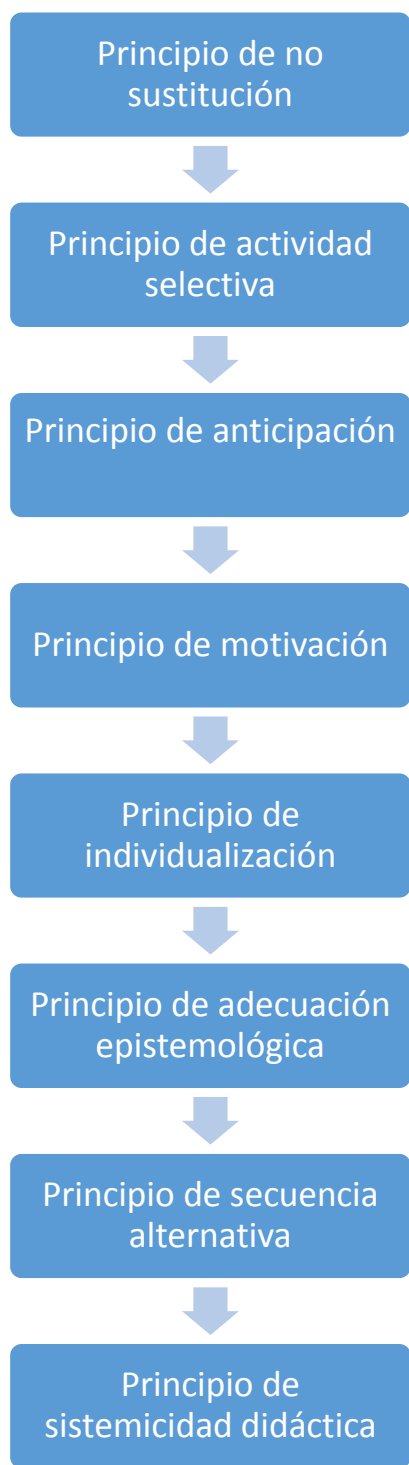 Principio de no
sustitución
Principio de actividad
selectiva
Principio de anticipación
Principio de motivación
Principio de
individualización
Principio de adecuación
epistemológica
Principio de secuencia
alternativa
Principio de
sistemicidad didáctica